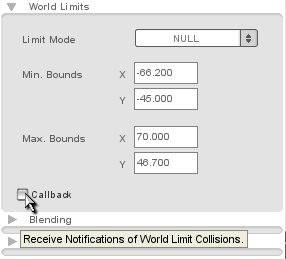 World Limits
Limit Mode NULL
Min. Bounds X -66.200
Y -45.000
Max. Bounds X 70.000
Y 46.700
Callback
Blending
Receive Notifications of World Limit Collisions.